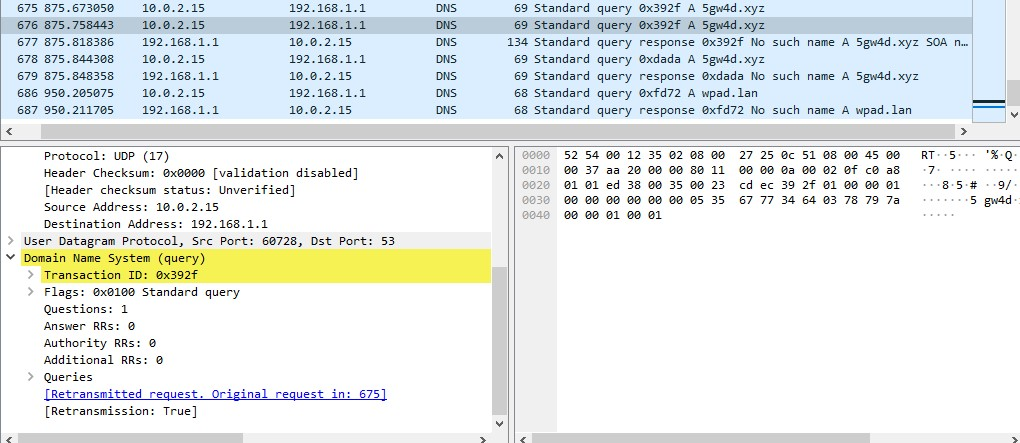 675 875.673050 10.0.2.15 192.168.1.1 DNS 69 Standard query 0x392f A 5gw4d.xyz
676 875.758443 10.0.2.15 192.168.1.1 DNS 69 Standard query 0x392f A 5gw4d.xyz
677 875.818386 192.168.1.1 10.0.2.15 DNS 134 Standard query response 0x392f No such name A 5gw4d.xyz SOA n…
678 875.844308 10.0.2.15 192.168.1.1 DNS 69 Standard query 0xdada A 5gw4d.xyz
679 875.848358 192.168.1.1 10.0.2.15 DNS 69 Standard query response 0xdada No such name A 5gw4d.xyz
686 950.205075 10.0.2.15 192.168.1.1 DNS 68 Standard query 0xfd72 A wpad.lan
687 950.211705 192.168.1.1 10.0.2.15 DNS 68 Standard query response 0xfd72 No such name A wpad.lan
Protocol: UDP (17)
Header Checksum: 0x0000 [validation disabled]
[Header checksum status: Unverified]
Source Address: 10.0.2.15
Destination Address: 192.168.1.1
User Datagram Protocol, Src Port: 60728, Dst Port: 53
Domain Name System (query)
Transaction ID: 0x392f
Flags: 0x0100 Standard query
Questions: 1
Answer RRs: 0
Authority RRs: 0
Additional RRs: 0
Queries
[Retransmitted request. Original request in: 675]
[Retransmission: True]
0000 52 54 00 12 35 02 08 00 27 25 0c 51 08 00 45 00 RT··5··· '%·Q·
0010 00 37 aa 20 00 00 80 11 00 00 0a 00 02 0f c0 a8 ·7· ···· ······
0020 01 01 ed 38 00 35 00 23 cd ec 39 2f 01 00 00 01 ···8·5·# ··9/··
0030 00 00 00 00 00 00 05 35 67 77 34 64 03 78 79 7a ·······5 gw4d·
0040 00 00 01 00 01 ·····